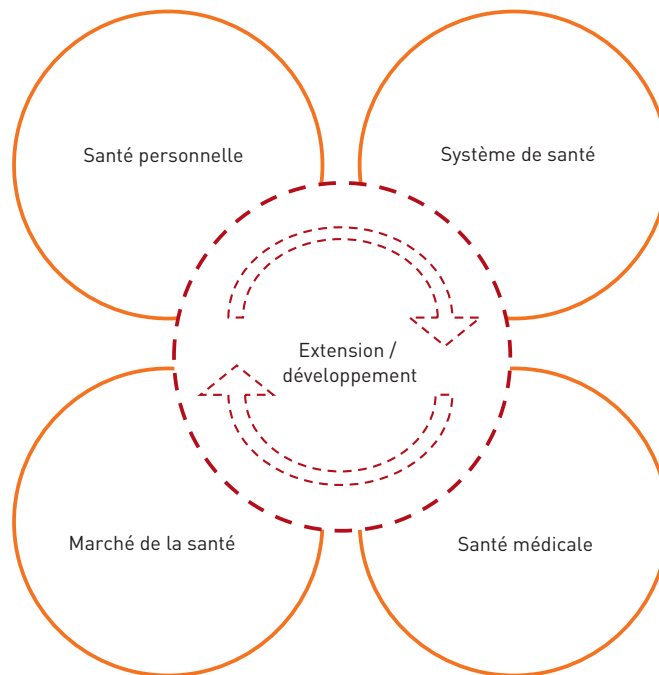 Santé personnelle
Système de santé
Extension /
développement
Marché de la santé
Santé médicale